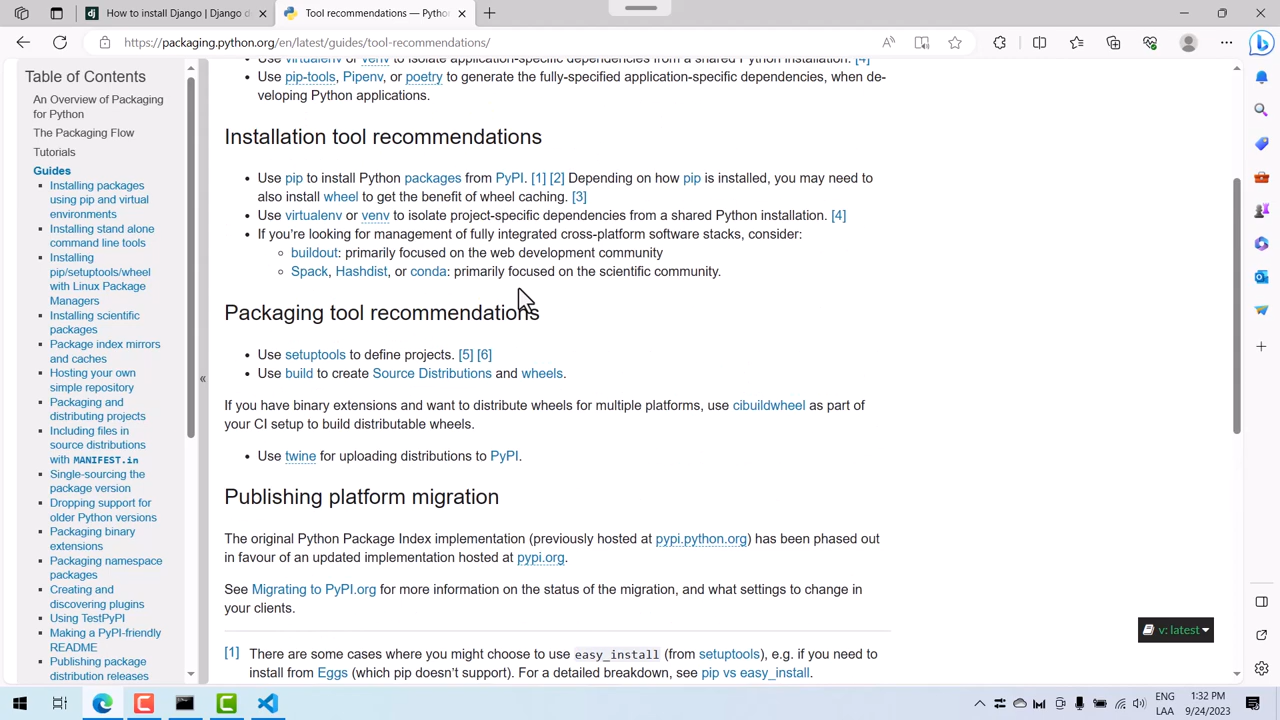 How to install Django | Django d
Tool recommendations — Pytho
https://packaging.python.org/en/latest/guides/tool-recommendations/
Table of Contents
An Overview of Packaging
for Python
The Packaging Flow
Tutorials
Guides
Installing packages
using pip and virtual
environments
Installing stand alone
command line tools
Installing
pip/setuptools/wheel
with Linux Package
Managers
Installing scientific
packages
Package index mirrors
and caches
Hosting your own
simple repository
Packaging and
distributing projects
Including files in
source distributions
with MANIFEST.in
Single-sourcing the
package version
Dropping support for
older Python versions
Packaging binary
extensions
Packaging namespace
packages
Creating and
discovering plugins
Using TestPyPI
Making a PyPI-friendly
README
Publishing package
distribution releases
«
• Use virtualenv or venv to isolate application-specific dependencies from a shared Python installation. [4]
• Use pip-tools, Pipenv, or poetry to generate the fully-specified application-specific dependencies, when de-
veloping Python applications.
Installation tool recommendations
• Use pip to install Python packages from PyPI. [1] [2] Depending on how pip is installed, you may need to
also install wheel to get the benefit of wheel caching. [3]
• Use virtualenv or venv to isolate project-specific dependencies from a shared Python installation. [4]
• If you’re looking for management of fully integrated cross-platform software stacks, consider:
buildout: primarily focused on the web development community
Spack, Hashdist, or conda: primarily focused on the scientific community.
Packaging tool recommendations
• Use setuptools to define projects. [5] [6]
• Use build to create Source Distributions and wheels.
If you have binary extensions and want to distribute wheels for multiple platforms, use cibuildwheel as part of
your CI setup to build distributable wheels.
• Use twine for uploading distributions to PyPI.
Publishing platform migration
The original Python Package Index implementation (previously hosted at pypi.python.org) has been phased out
in favour of an updated implementation hosted at pypi.org.
See Migrating to PyPI.org for more information on the status of the migration, and what settings to change in
your clients.
[1] There are some cases where you might choose to use easy_install (from setuptools), e.g. if you need to
install from Eggs (which pip doesn’t support). For a detailed breakdown, see pip vs easy_install.
v: latest
ENG
LAA
1:32 PM
9/24/2023